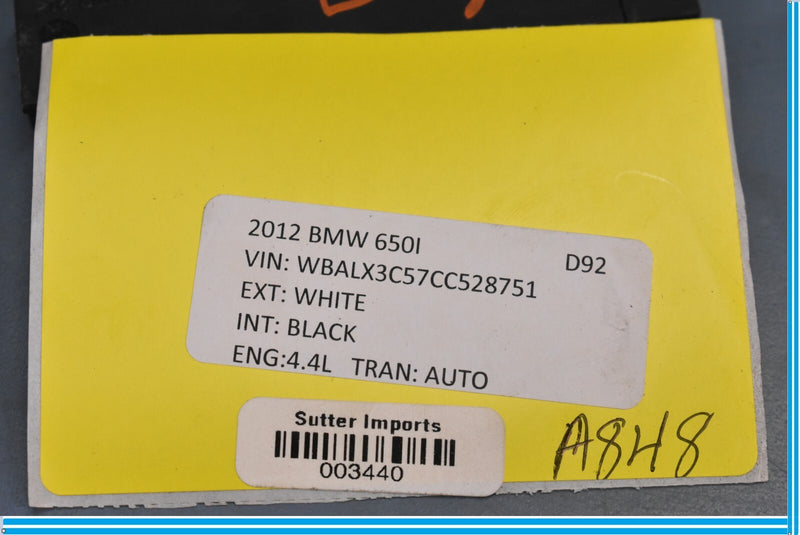 2012 BMW 650I D92
VIN: WBALX3C57CC528751
EXT: WHITE
INT: BLACK
ENG:4.4L TRAN: AUTO
Sutter Imports
003440
A848